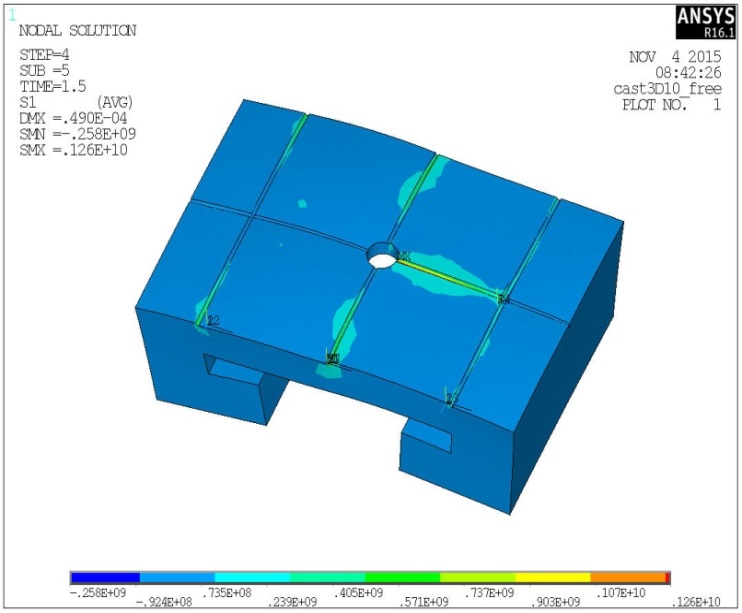 1
NODAL SOLUTION
STEP=4
SUB =5
TIME=1.5
S1 (AVG)
DMX =.490E-04
SMN =-.258E+09
SMX =.126E+10
ANSYS
R16.1
NOV 4 2015
08:42:26
cast3D10_free
PLOT NO. 1
-.258E+09
-.924E+08
.735E+08
.239E+09
.405E+09
.571E+09
.737E+09
.903E+09
.107E+10
.126E+10